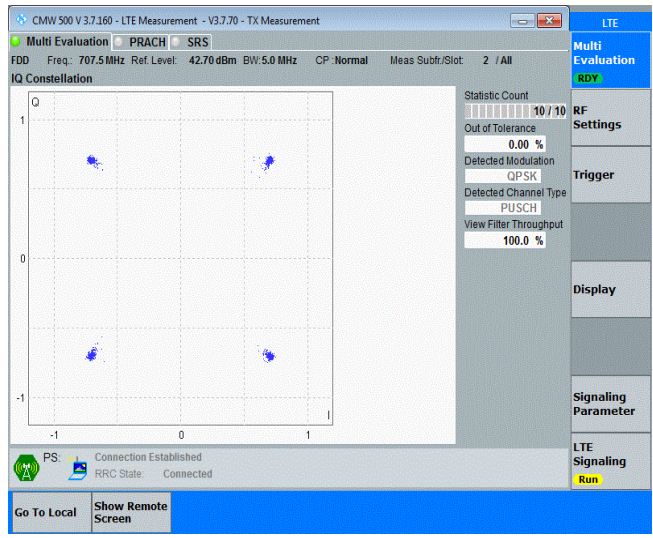 CMW 500 V 3.7.160 - LTE Measurement - V3.7.70 - TX Measurement
LTE
Multi Evaluation PRACH SRS
FDD Freq.: 707.5 MHz Ref. Level: 42.70 dBm BW: 5.0 MHz CP : Normal Meas Subfr./Slot: 2 / All
IQ Constellation
Q
1
0
-1
I
-1 0 1
Statistic Count
10 / 10
Out of Tolerance
0.00 %
Detected Modulation
QPSK
Detected Channel Type
PUSCH
View Filter Throughput
100.0 %
PS: Connection Established
RRC State: Connected
Multi
Evaluation
RDY
RF
Settings
Trigger
Display
Signaling
Parameter
LTE
Signaling
Run
Go To Local
Show Remote
Screen